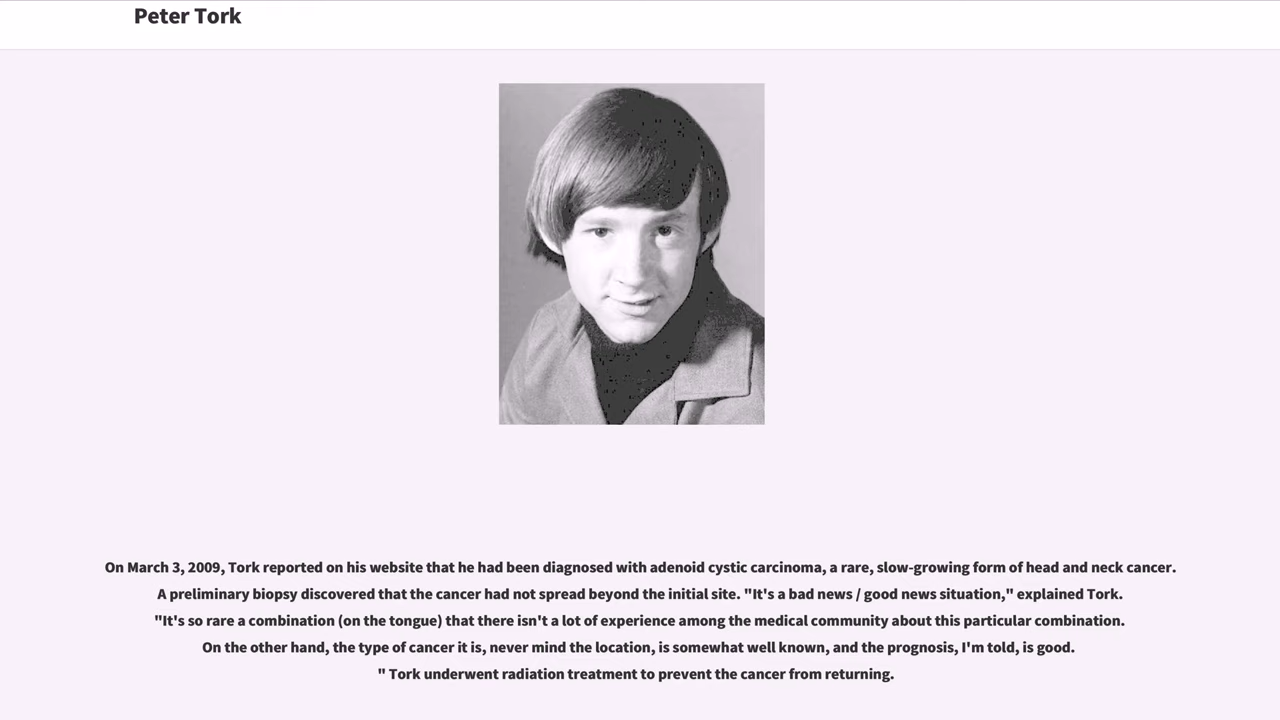 Peter Tork
On March 3, 2009, Tork reported on his website that he had been diagnosed with adenoid cystic carcinoma, a rare, slow-growing form of head and neck cancer.
A preliminary biopsy discovered that the cancer had not spread beyond the initial site. "It's a bad news / good news situation," explained Tork.
"It's so rare a combination (on the tongue) that there isn't a lot of experience among the medical community about this particular combination.
On the other hand, the type of cancer it is, never mind the location, is somewhat well known, and the prognosis, I'm told, is good.
" Tork underwent radiation treatment to prevent the cancer from returning.